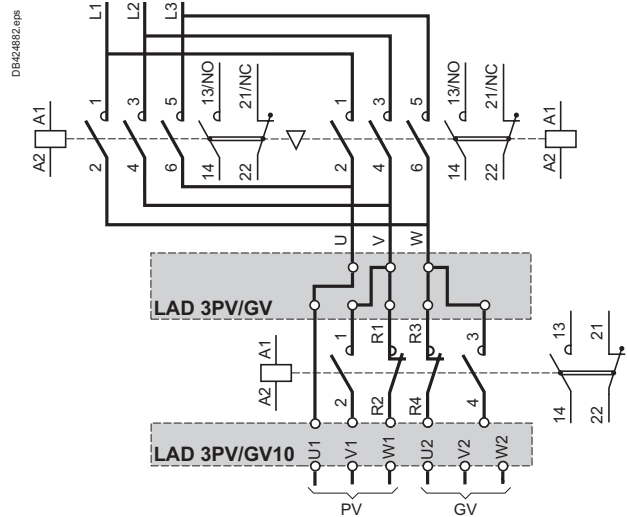 DB424882.eps
L1 L2 L3
A1 1 3 5 13/NO 21/NC 1 3 5 13/NO 21/NC A1
A2 2 4 6 14 22 2 4 6 14 22 A2
U V W
LAD 3PV/GV
A1 1 R1 R3 3 13 21
A2 2 R2 R4 4 14 22
LAD 3PV/GV10 U1 V1 W1 U2 V2 W2
PV GV